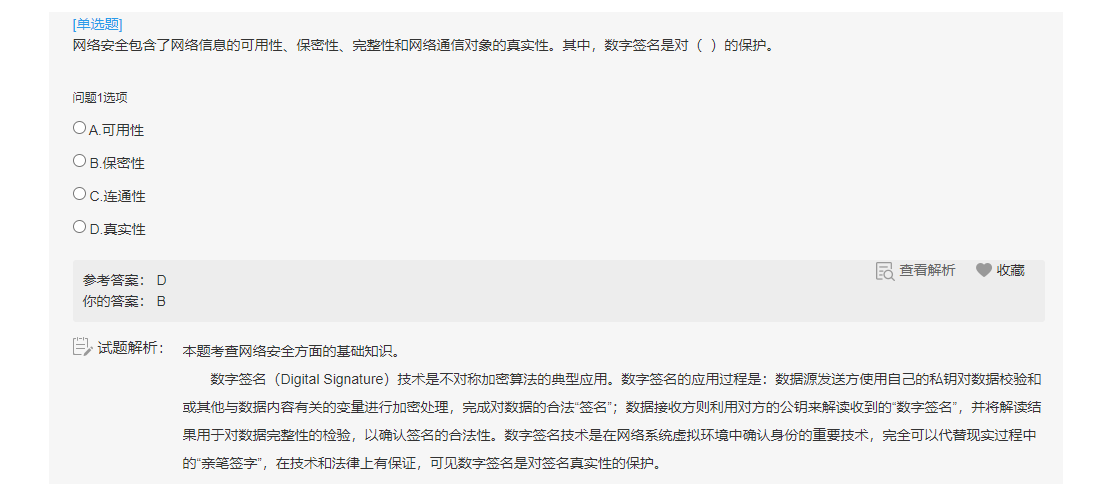 [单选题]
网络安全包含了网络信息的可用性、保密性、完整性和网络通信对象的真实性。其中，数字签名是对（ ）的保护。
问题1选项
A.可用性
B.保密性
C.连通性
D.真实性
参考答案： D
查看解析 收藏
你的答案： B
试题解析： 本题考查网络安全方面的基础知识。
数字签名（Digital Signature）技术是不对称加密算法的典型应用。数字签名的应用过程是：数据源发送方使用自己的私钥对数据校验和
或其他与数据内容有关的变量进行加密处理，完成对数据的合法“签名”；数据接收方则利用对方的公钥来解读收到的“数字签名”，并将解读结
果用于对数据完整性的检验，以确认签名的合法性。数字签名技术是在网络系统虚拟环境中确认身份的重要技术，完全可以代替现实过程中
的“亲笔签字”，在技术和法律上有保证，可见数字签名是对签名真实性的保护。